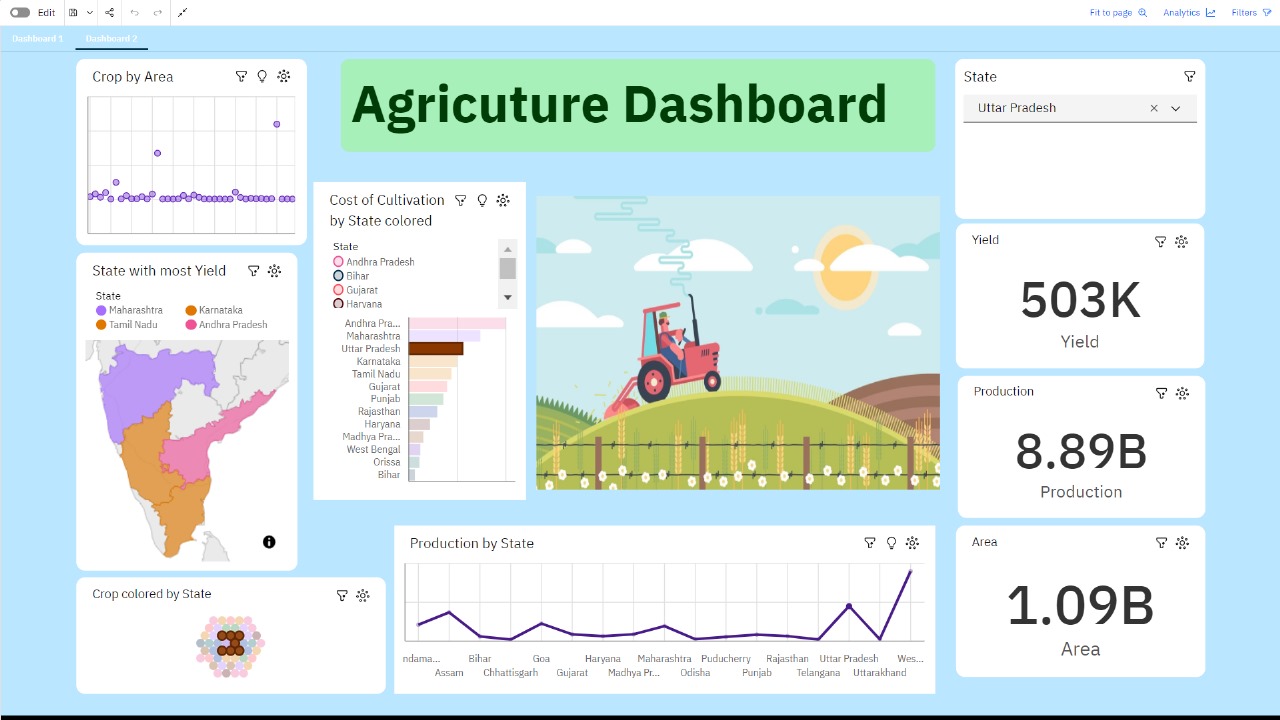 Edit
Fit to page
Analytics
Filters
Dashboard 1
Dashboard 2
Crop by Area
Agricuture Dashboard
State
Uttar Pradesh
Cost of Cultivation
by State colored
State
Andhra Pradesh
Bihar
Gujarat
Haryana
Andhra Pra...
Maharashtra
Uttar Pradesh
Karnataka
Tamil Nadu
Gujarat
Punjab
Rajasthan
Haryana
Madhya Pra...
West Bengal
Orissa
Bihar
State with most Yield
State
Maharashtra
Karnataka
Tamil Nadu
Andhra Pradesh
Yield
503K
Yield
Production
8.89B
Production
Production by State
ndama...
Bihar
Goa
Haryana
Maharashtra
Puducherry
Rajasthan
Uttar Pradesh
Wes...
Assam
Chhattisgarh
Gujarat
Madhya Pr...
Odisha
Punjab
Telangana
Uttarakhand
Area
1.09B
Area
Crop colored by State